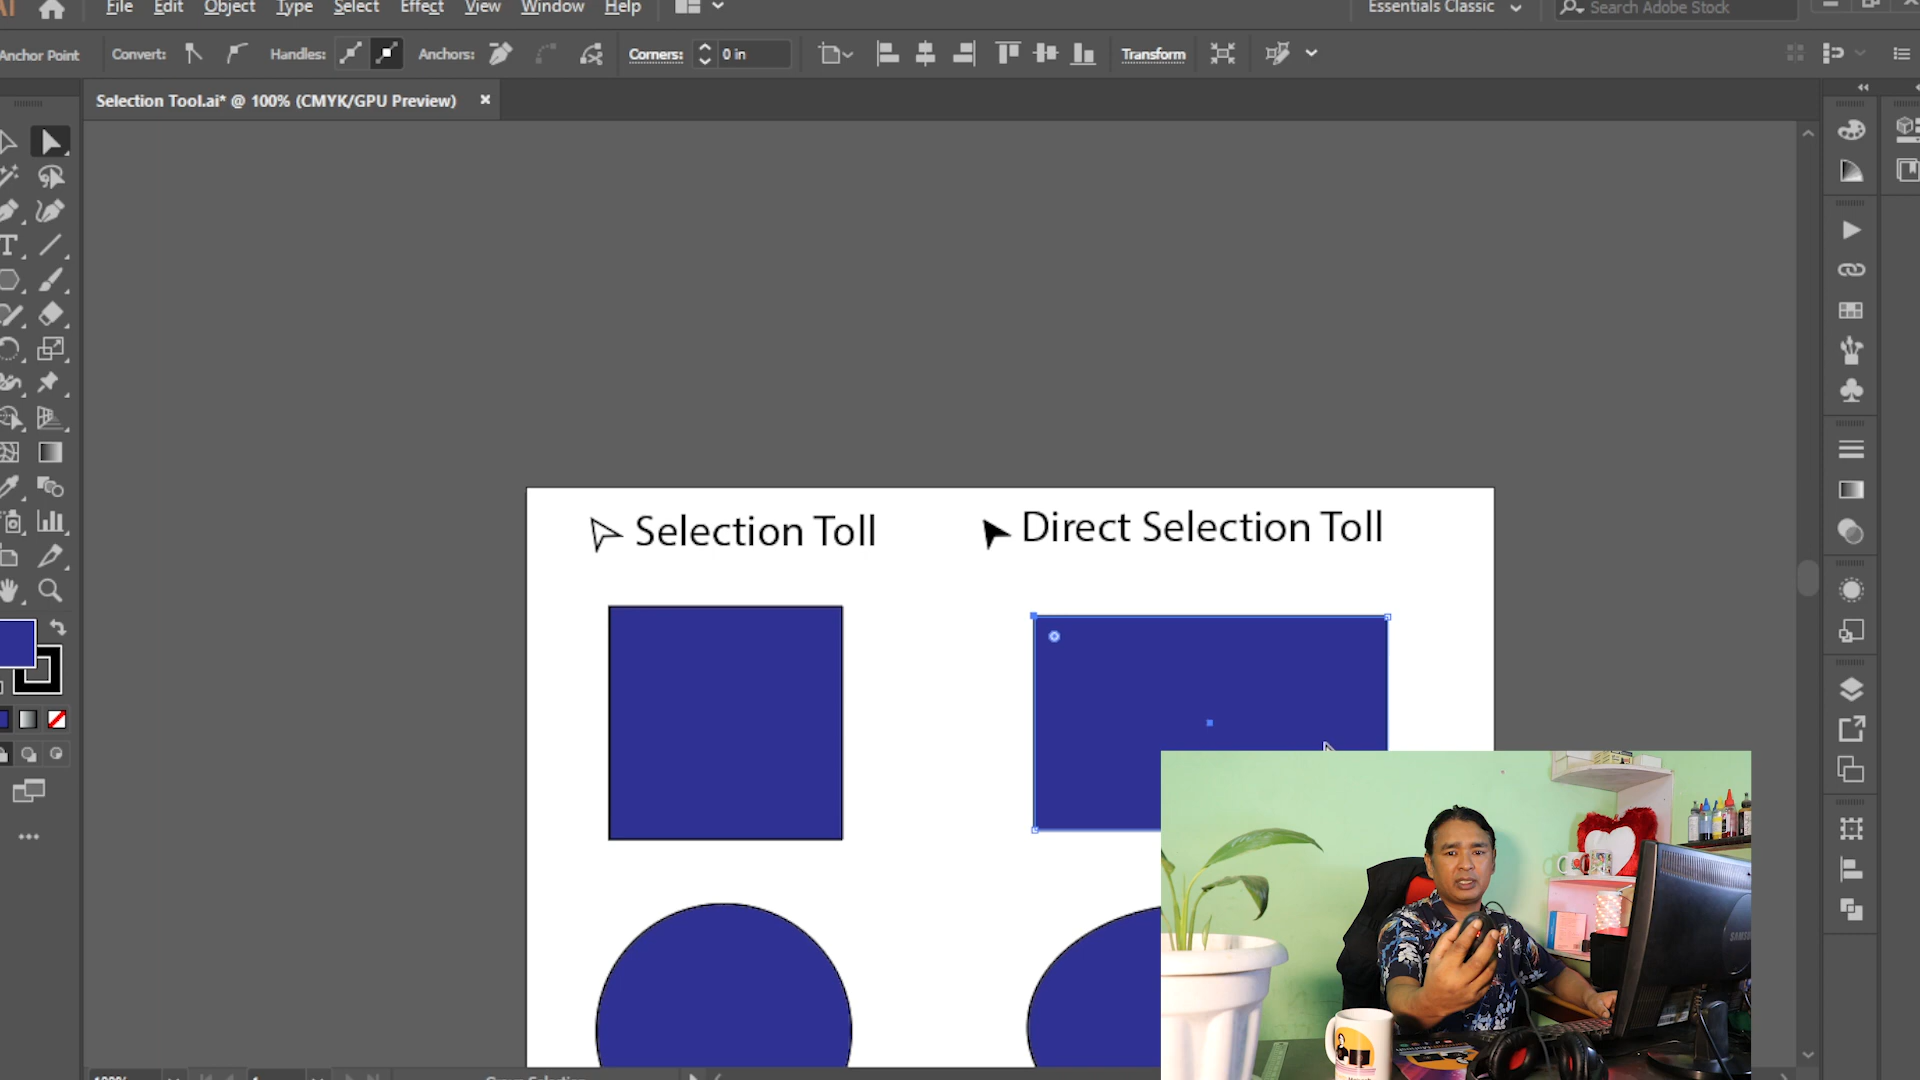 File Edit Object Type Select Effect View Window Help Essentials Classic Search Adobe Stock
Anchor Point Convert: Handles: Anchors: Corners: 0 in Transform
Selection Tool.ai* @ 100% (CMYK/GPU Preview) ×
Selection Toll Direct Selection Toll
SAMSUNG